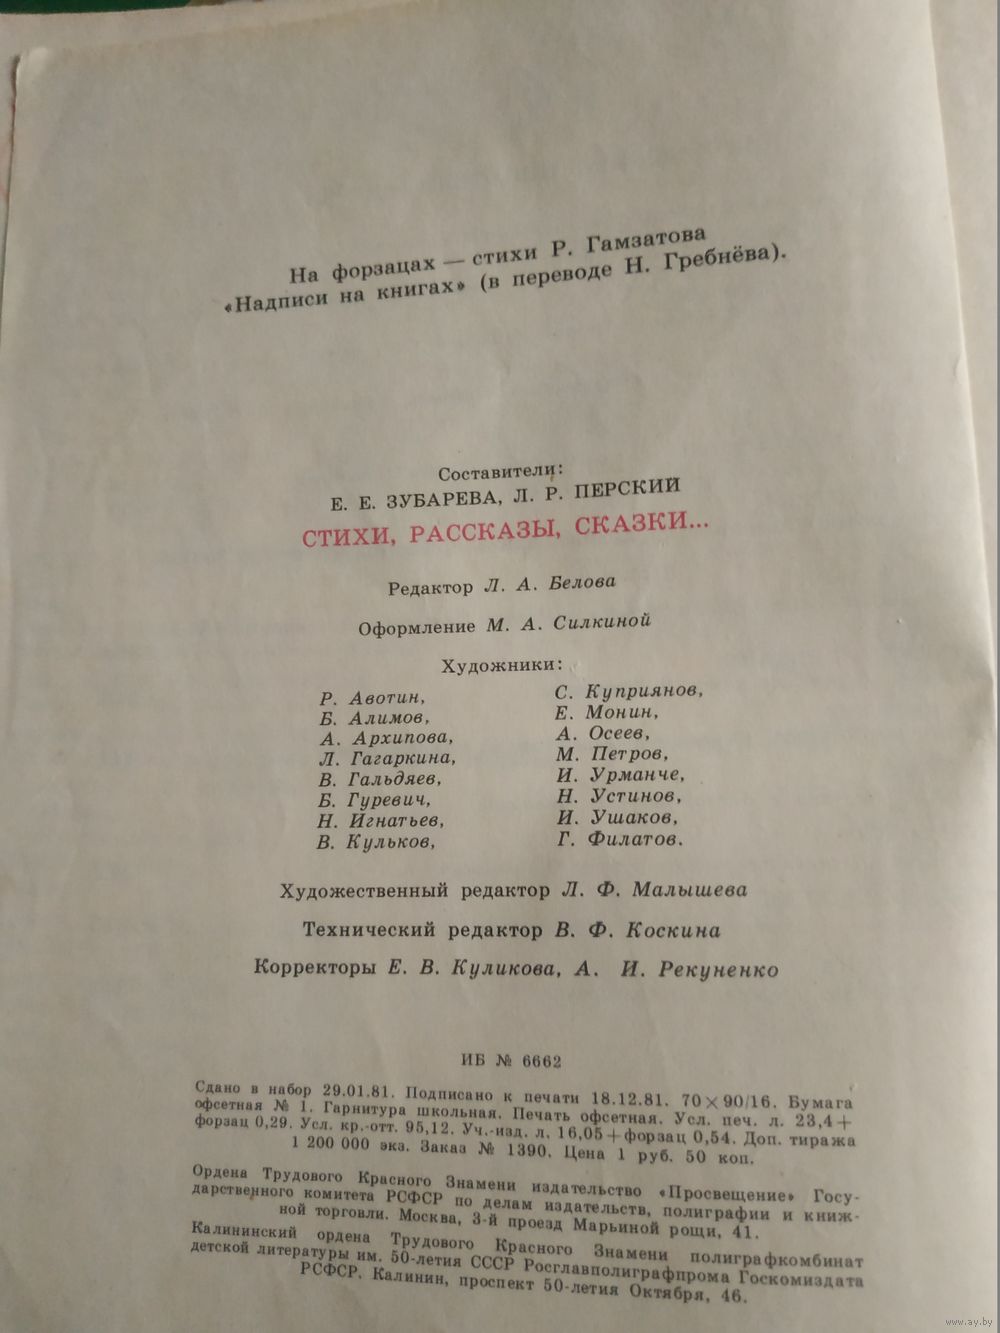 На форзацах — стихи Р. Гамзатова
«Надписи на книгах» (в переводе Н. Гребнёва).
Составители:
Е. Е. ЗУБАРЕВА, Л. Р. ПЕРСКИЙ
СТИХИ, РАССКАЗЫ, СКАЗКИ...
Редактор Л. А. Белова
Оформление М. А. Силкиной
Художники:
Р. Авотин,
Б. Алимов,
А. Архипова,
Л. Гагаркина,
В. Гальдяев,
Б. Гуревич,
Н. Игнатьев,
В. Кульков,
С. Куприянов,
Е. Монин,
А. Осеев,
М. Петров,
И. Урманче,
Н. Устинов,
И. Ушаков,
Г. Филатов.
Художественный редактор Л. Ф. Малышева
Технический редактор В. Ф. Коскина
Корректоры Е. В. Куликова, А. И. Рекуненко
ИБ № 6662
Сдано в набор 29.01.81. Подписано к печати 18.12.81. 70×90/16. Бумага
офсетная № 1. Гарнитура школьная. Печать офсетная. Усл. печ. л. 23,4+
форзац 0,29. Усл. кр.-отт. 95,12. Уч.-изд. л. 16,05+форзац 0,54. Доп. тиража
1 200 000 экз. Заказ № 1390. Цена 1 руб. 50 коп.
Ордена Трудового Красного Знамени издательство «Просвещение» Госу-
дарственного комитета РСФСР по делам издательств, полиграфии и книж-
ной торговли. Москва, 3-й проезд Марьиной рощи, 41.
Калининский ордена Трудового Красного Знамени полиграфкомбинат
детской литературы им. 50-летия СССР Росглавполиграфпрома Госкомиздата
РСФСР. Калинин, проспект 50-летия Октября, 46.
www.ay.by